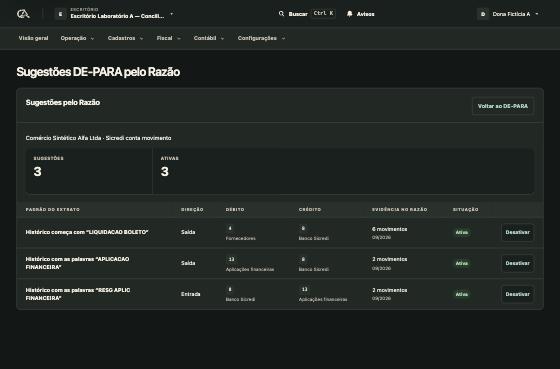 CA
E
ESCRITÓRIO
Escritório Laboratório A — Concili...
Buscar Ctrl K
Avisos
D Dona Fictícia A
Visão geral Operação Cadastros Fiscal Contábil Configurações
Sugestões DE-PARA pelo Razão
Sugestões pelo Razão
Voltar ao DE-PARA
Comércio Sintético Alfa Ltda · Sicredi conta movimento
SUGESTÕES ATIVAS
3 3
PADRÃO DO EXTRATO DIREÇÃO DÉBITO CRÉDITO EVIDÊNCIA NO RAZÃO SITUAÇÃO
Histórico começa com "LIQUIDACAO BOLETO" Saída 4 Fornecedores 8 Banco Sicredi 6 movimentos 09/2026 Ativa Desativar
Histórico com as palavras "APLICACAO FINANCEIRA" Saída 13 Aplicações financeiras 8 Banco Sicredi 2 movimentos 09/2026 Ativa Desativar
Histórico com as palavras "RESG APLIC FINANCEIRA" Entrada 8 Banco Sicredi 13 Aplicações financeiras 2 movimentos 09/2026 Ativa Desativar